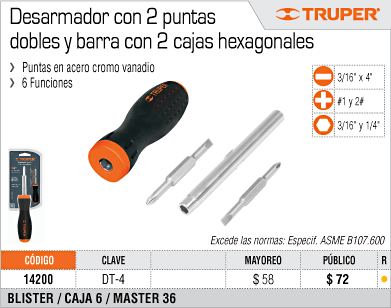 Desarmador con 2 puntas
dobles y barra con 2 cajas hexagonales
TRUPER®
Puntas en acero cromo vanadio
6 Funciones
3/16" x 4"
#1 y 2#
3/16" y 1/4"
TRUPER
Excede las normas: Especif. ASME B107.600
CÓDIGO CLAVE MAYOREO PÚBLICO R
14200 DT-4 $ 58 $ 72
BLISTER / CAJA 6 / MASTER 36